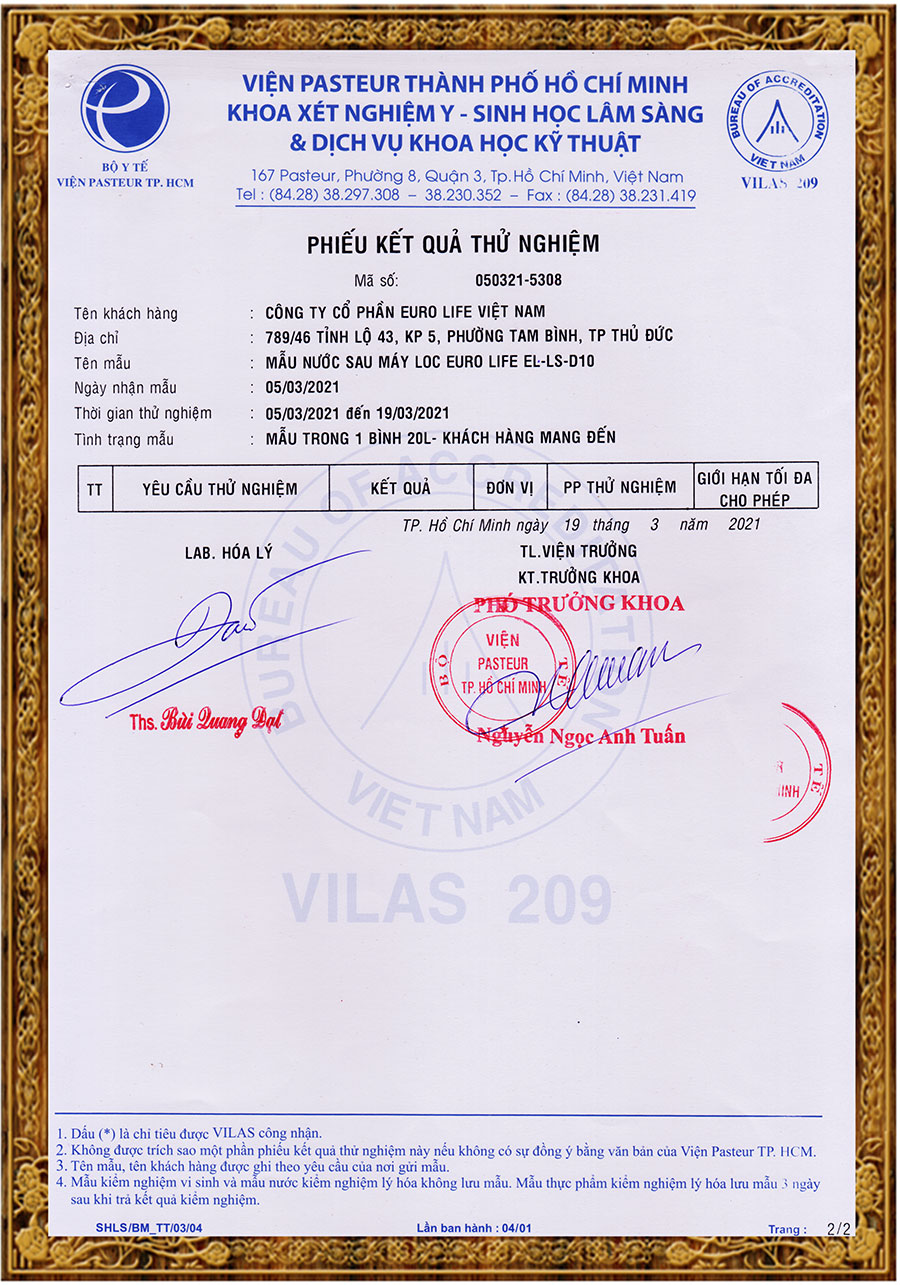 VIỆN PASTEUR THÀNH PHỐ HỒ CHÍ MINH
KHOA XÉT NGHIỆM Y - SINH HỌC LÂM SÀNG
& DỊCH VỤ KHOA HỌC KỸ THUẬT
167 Pasteur, Phường 8, Quận 3, Tp.Hồ Chí Minh, Việt Nam
Tel : (84.28) 38.297.308 – 38.230.352 – Fax : (84.28) 38.231.419
BỘ Y TẾ
VIỆN PASTEUR TP. HCM
BUREAU OF ACCREDITATION
VIET NAM
VILAS 209
PHIẾU KẾT QUẢ THỬ NGHIỆM
Mã số: 050321-5308
Tên khách hàng : CÔNG TY CỔ PHẦN EURO LIFE VIỆT NAM
Địa chỉ : 789/46 TỈNH LỘ 43, KP 5, PHƯỜNG TAM BÌNH, TP THỦ ĐỨC
Tên mẫu : MẪU NƯỚC SAU MÁY LOC EURO LIFE EL-LS-D10
Ngày nhận mẫu : 05/03/2021
Thời gian thử nghiệm : 05/03/2021 đến 19/03/2021
Tình trạng mẫu : MẪU TRONG 1 BÌNH 20L- KHÁCH HÀNG MANG ĐẾN
TT YÊU CẦU THỬ NGHIỆM KẾT QUẢ ĐƠN VỊ PP THỬ NGHIỆM GIỚI HẠN TỐI ĐA
CHO PHÉP
TP. Hồ Chí Minh ngày 19 tháng 3 năm 2021
LAB. HÓA LÝ
TL.VIỆN TRƯỞNG
KT.TRƯỞNG KHOA
PHÓ TRƯỞNG KHOA
BỘ Y TẾ
VIỆN
PASTEUR
TP. HỒ CHÍ MINH
Ths. Bùi Quang Đạt
Nguyễn Ngọc Anh Tuấn
TẾ
R
MINH
BUREAU OF ACCREDITATION
VIET NAM
VILAS 209
1. Dấu (*) là chỉ tiêu được VILAS công nhận.
2. Không được trích sao một phần phiếu kết quả thử nghiệm này nếu không có sự đồng ý bằng văn bản của Viện Pasteur TP. HCM.
3. Tên mẫu, tên khách hàng được ghi theo yêu cầu của nơi gửi mẫu.
4. Mẫu kiểm nghiệm vi sinh và mẫu nước kiểm nghiệm lý hóa không lưu mẫu. Mẫu thực phẩm kiểm nghiệm lý hóa lưu mẫu 3 ngày
sau khi trả kết quả kiểm nghiệm.
SHLS/BM_TT/03/04 Lần ban hành : 04/01 Trang : 2/2